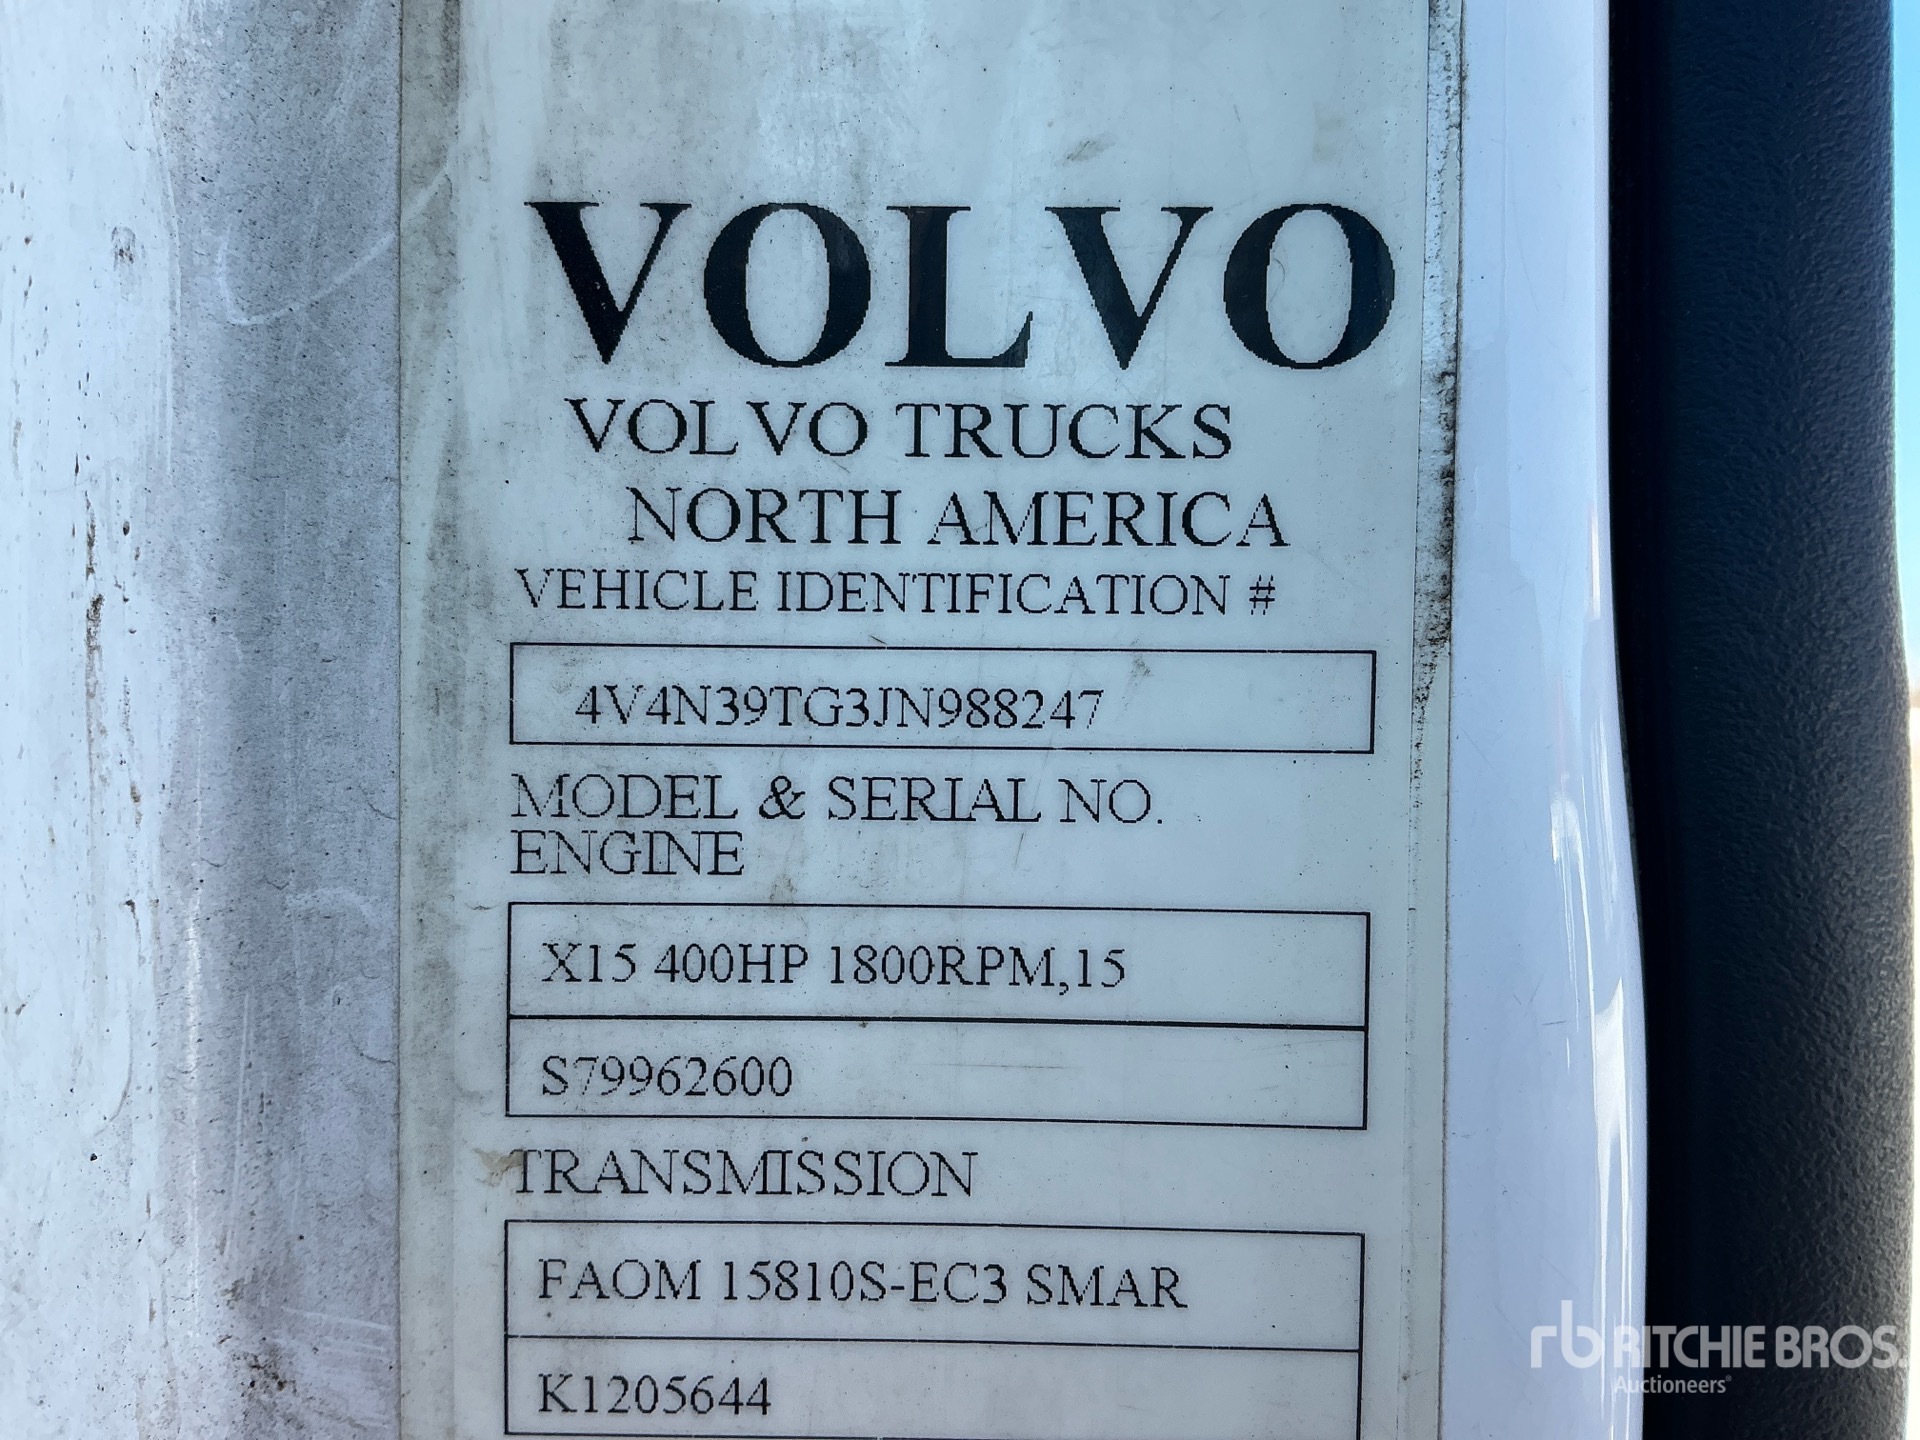 VOLVO
VOLVO TRUCKS
NORTH AMERICA
VEHICLE IDENTIFICATION #
4V4N39TG3JN988247
MODEL & SERIAL NO.
ENGINE
X15 400HP 1800RPM,15
S79962600
TRANSMISSION
FAOM 15810S-EC3 SMAR
K1205644
rb RITCHIE BROS.
Auctioneers®